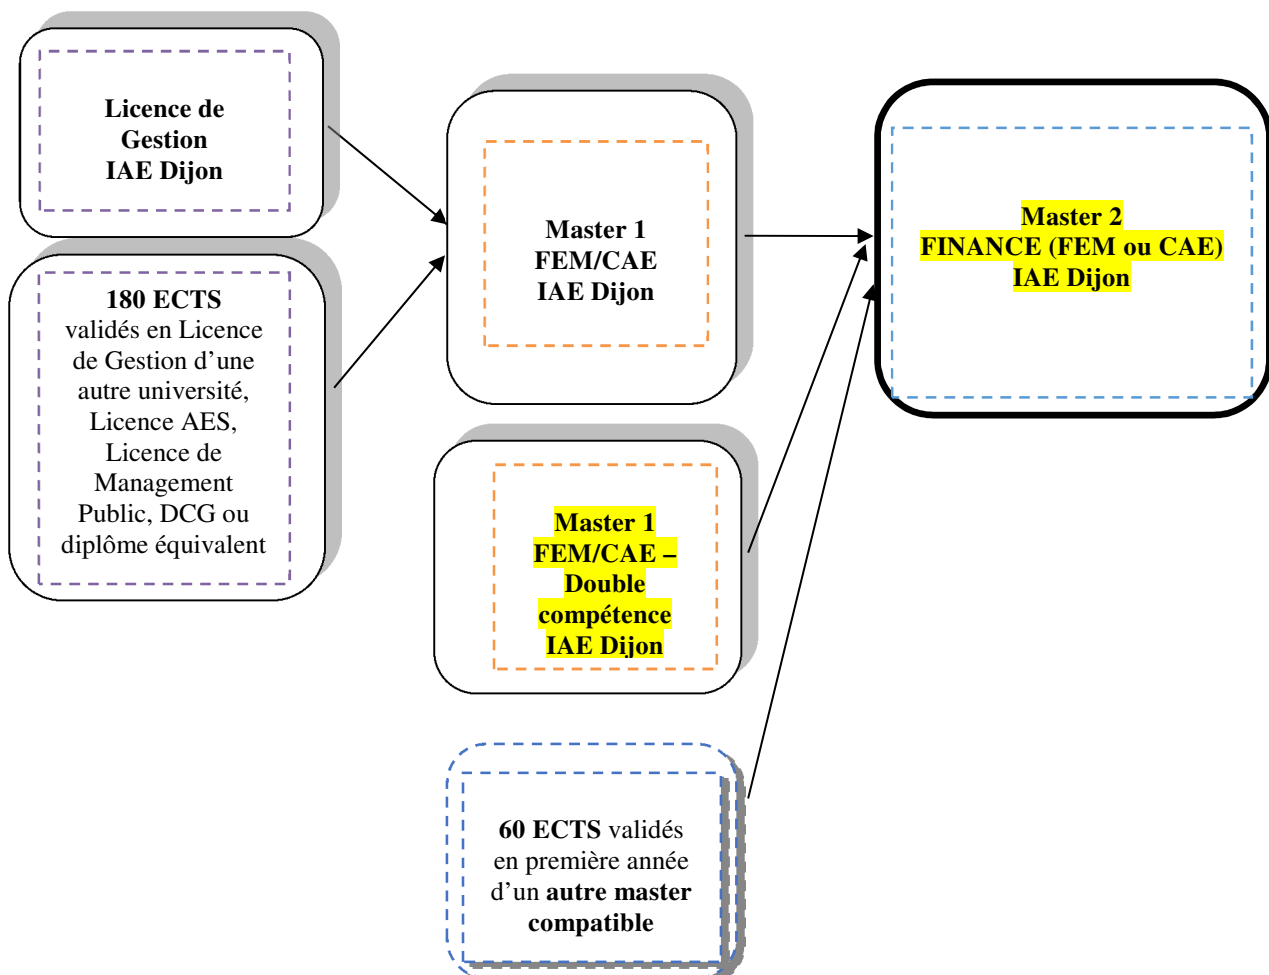 Licence de
Gestion
IAE Dijon
180 ECTS
validés en Licence
de Gestion d’une
autre université,
Licence AES,
Licence de
Management
Public, DCG ou
diplôme équivalent
Master 1
FEM/CAE
IAE Dijon
Master 1
FEM/CAE –
Double
compétence
IAE Dijon
60 ECTS validés
en première année
d’un autre master
compatible
Master 2
FINANCE (FEM ou CAE)
IAE Dijon